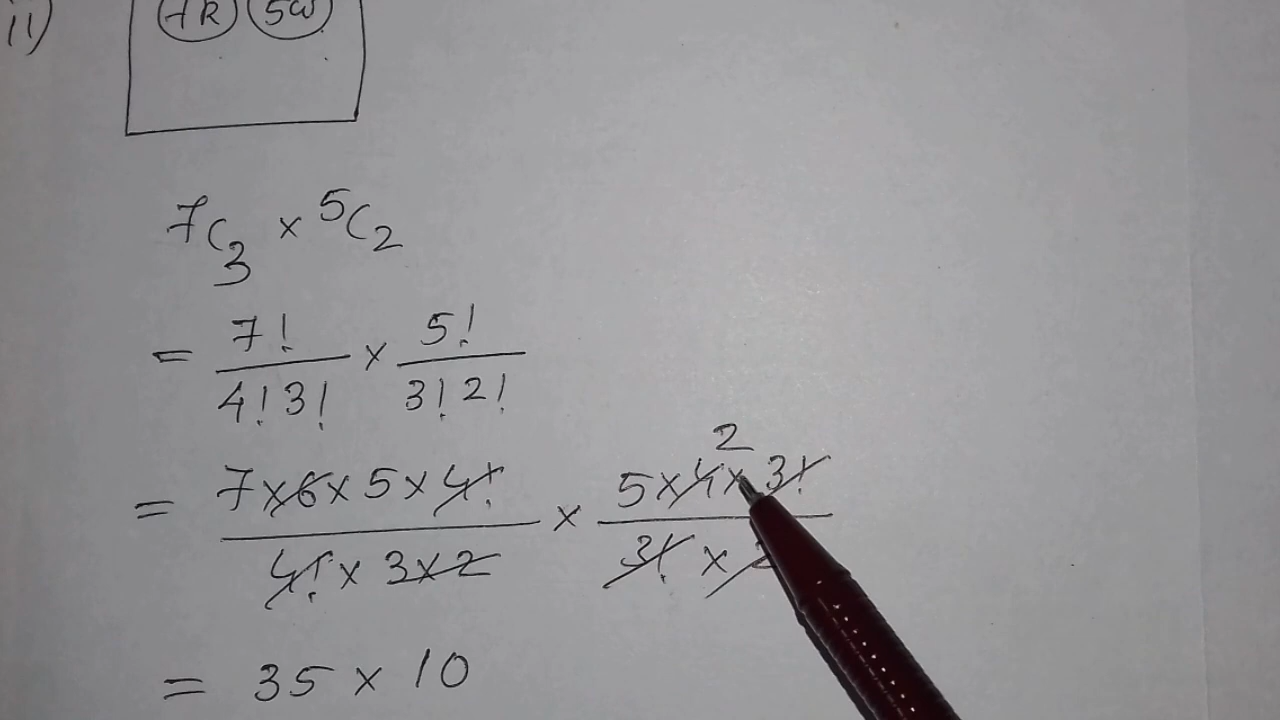 ii)
7R 5W
7C3 × 5C2
= 7!/4!3! × 5!/3!2!
= 7×6×5×4!/4!×3×2 × 5×4×3!/3!×2 2
= 35 × 10